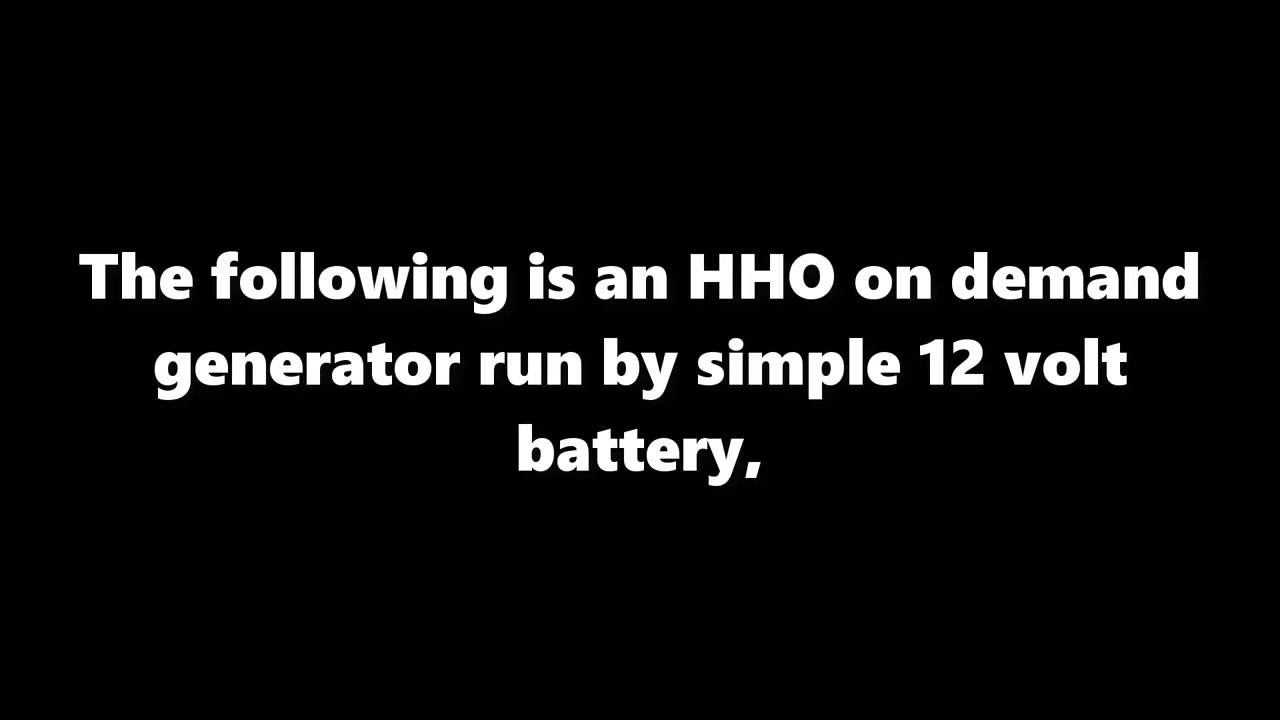 The following is an HHO on demand
generator run by simple 12 volt
battery,